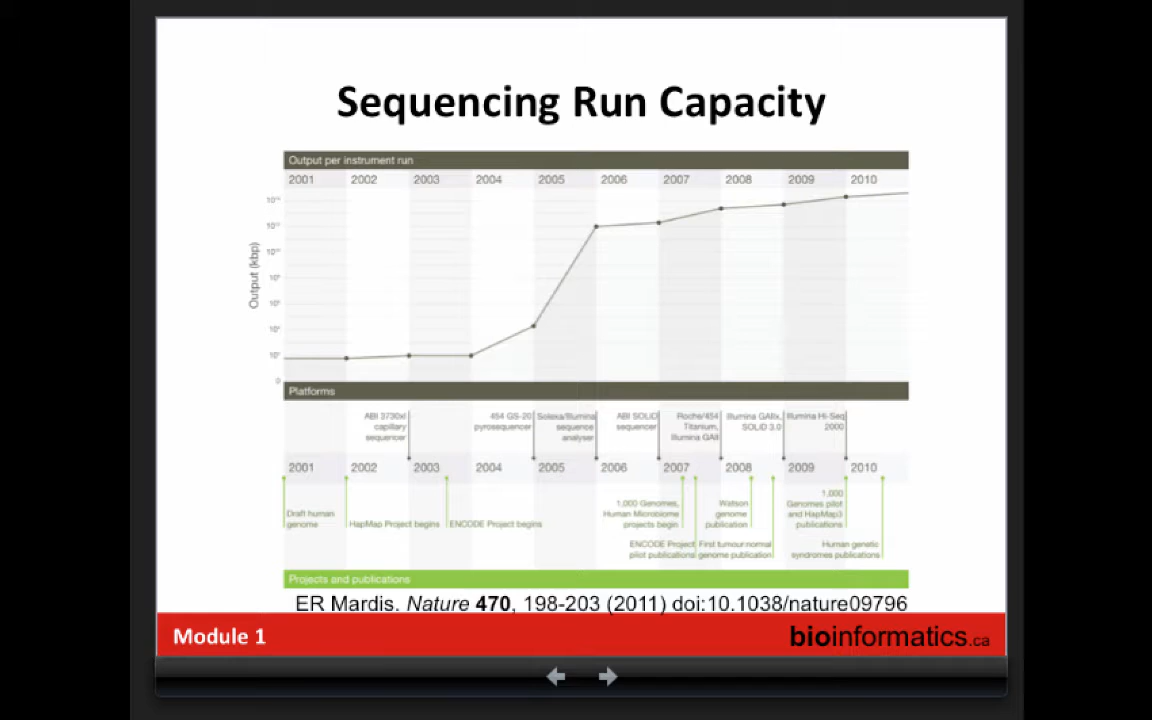 Sequencing Run Capacity
Output per instrument run
2001 2002 2003 2004 2005 2006 2007 2008 2009 2010
Output (kbp)
0
Platforms
ABI 3730xl
capillary
sequencer
454 GS-20
pyrosequencer
Solexa/Illumina
sequence
analyser
ABI SOLiD
sequencer
Roche/454
Titanium,
Illumina GAII
Illumina GAIIx,
SOLiD 3.0
Illumina Hi-Seq
2000
2001 2002 2003 2004 2005 2006 2007 2008 2009 2010
Draft human
genome
HapMap Project begins
ENCODE Project begins
1,000 Genomes,
Human Microbiome
projects begin
ENCODE Project
pilot publications
Watson
genome
publication
First tumour:normal
genome publication
1,000
Genomes pilot
and HapMap3
publications
Human genetic
syndromes publications
Projects and publications
ER Mardis. Nature 470, 198-203 (2011) doi:10.1038/nature09796
Module 1
bioinformatics.ca